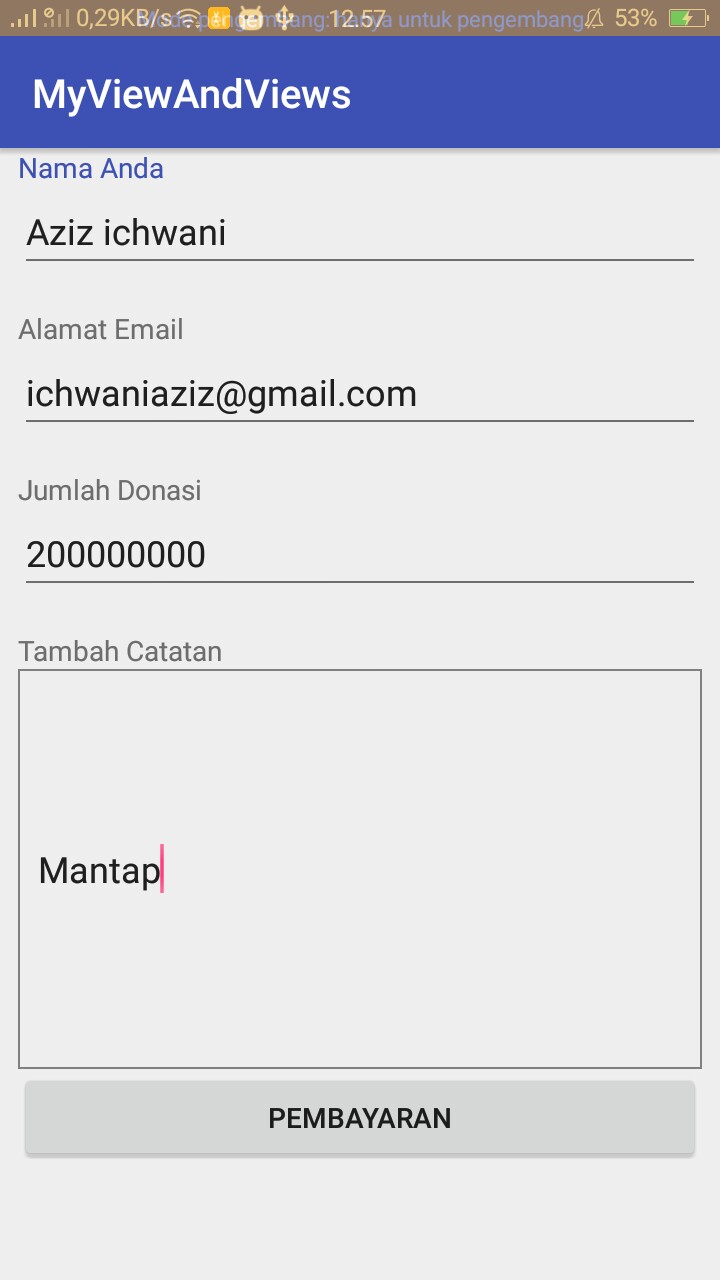 0,29KB/s Mode pengembang: hanya untuk pengembang 12.57 53%
MyViewAndViews
Nama Anda
Aziz ichwani
Alamat Email
ichwaniaziz@gmail.com
Jumlah Donasi
200000000
Tambah Catatan
Mantap
PEMBAYARAN